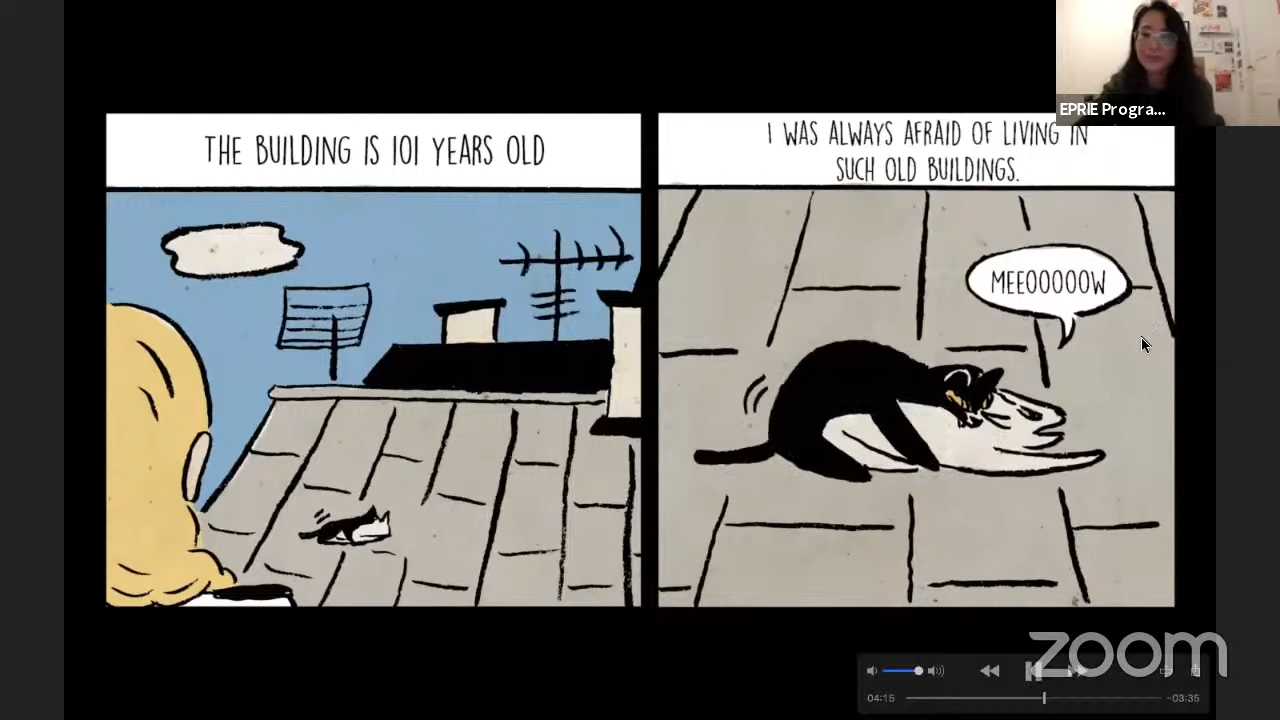 EPRIE Progra...
THE BUILDING IS 101 YEARS OLD
I WAS ALWAYS AFRAID OF LIVING IN
SUCH OLD BUILDINGS.
MEEOOOOOW
zoom
04:15
-03:35